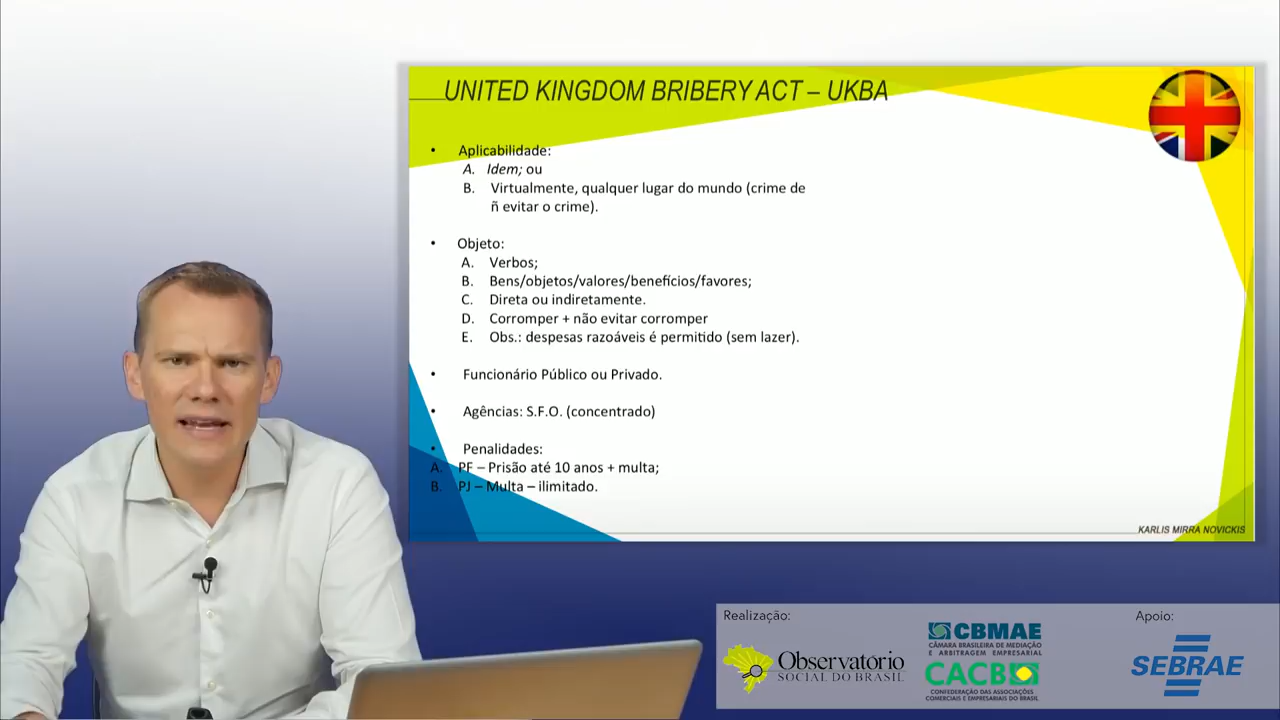 UNITED KINGDOM BRIBERY ACT – UKBA
• Aplicabilidade:
A. Idem; ou
B. Virtualmente, qualquer lugar do mundo (crime de
ñ evitar o crime).
• Objeto:
A. Verbos;
B. Bens/objetos/valores/benefícios/favores;
C. Direta ou indiretamente.
D. Corromper + não evitar corromper
E. Obs.: despesas razoáveis é permitido (sem lazer).
• Funcionário Público ou Privado.
• Agências: S.F.O. (concentrado)
• Penalidades:
A. PF – Prisão até 10 anos + multa;
B. PJ – Multa – ilimitado.
KARLIS MIRRA NOVICKIS
Realização:
Observatório
SOCIAL DO BRASIL
CBMAE
CÂMARA BRASILEIRA DE MEDIAÇÃO
E ARBITRAGEM EMPRESARIAL
CACB
CONFEDERAÇÃO DAS ASSOCIAÇÕES
COMERCIAIS E EMPRESARIAIS DO BRASIL
Apoio:
SEBRAE